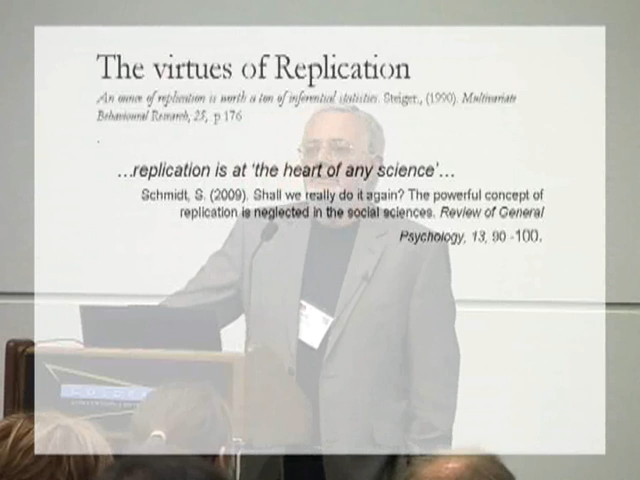 The virtues of Replication
An ounce of replication is worth a ton of inferential statistics. Steiger., (1990). Multivariate
Behavioural Research, 25, p 176
…replication is at 'the heart of any science'…
Schmidt, S. (2009). Shall we really do it again? The powerful concept of
replication is neglected in the social sciences. Review of General
Psychology, 13, 90 -100.